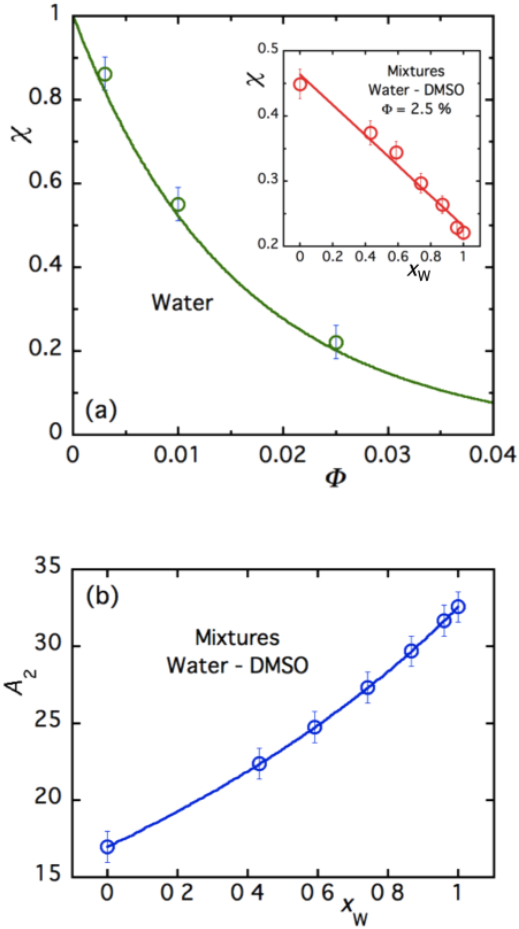 1
0.8
0.6
0.4
0.2
0
χ
0.5
0.4
0.3
0.2
χ
Mixtures
Water - DMSO
Φ = 2.5 %
0 0.2 0.4 0.6 0.8 1
xW
Water
(a)
0 0.01 0.02 0.03 0.04
Φ
35
30
25
20
15
A2
(b)
Mixtures
Water - DMSO
0 0 2 0 4 0 6 0 8 1
xW